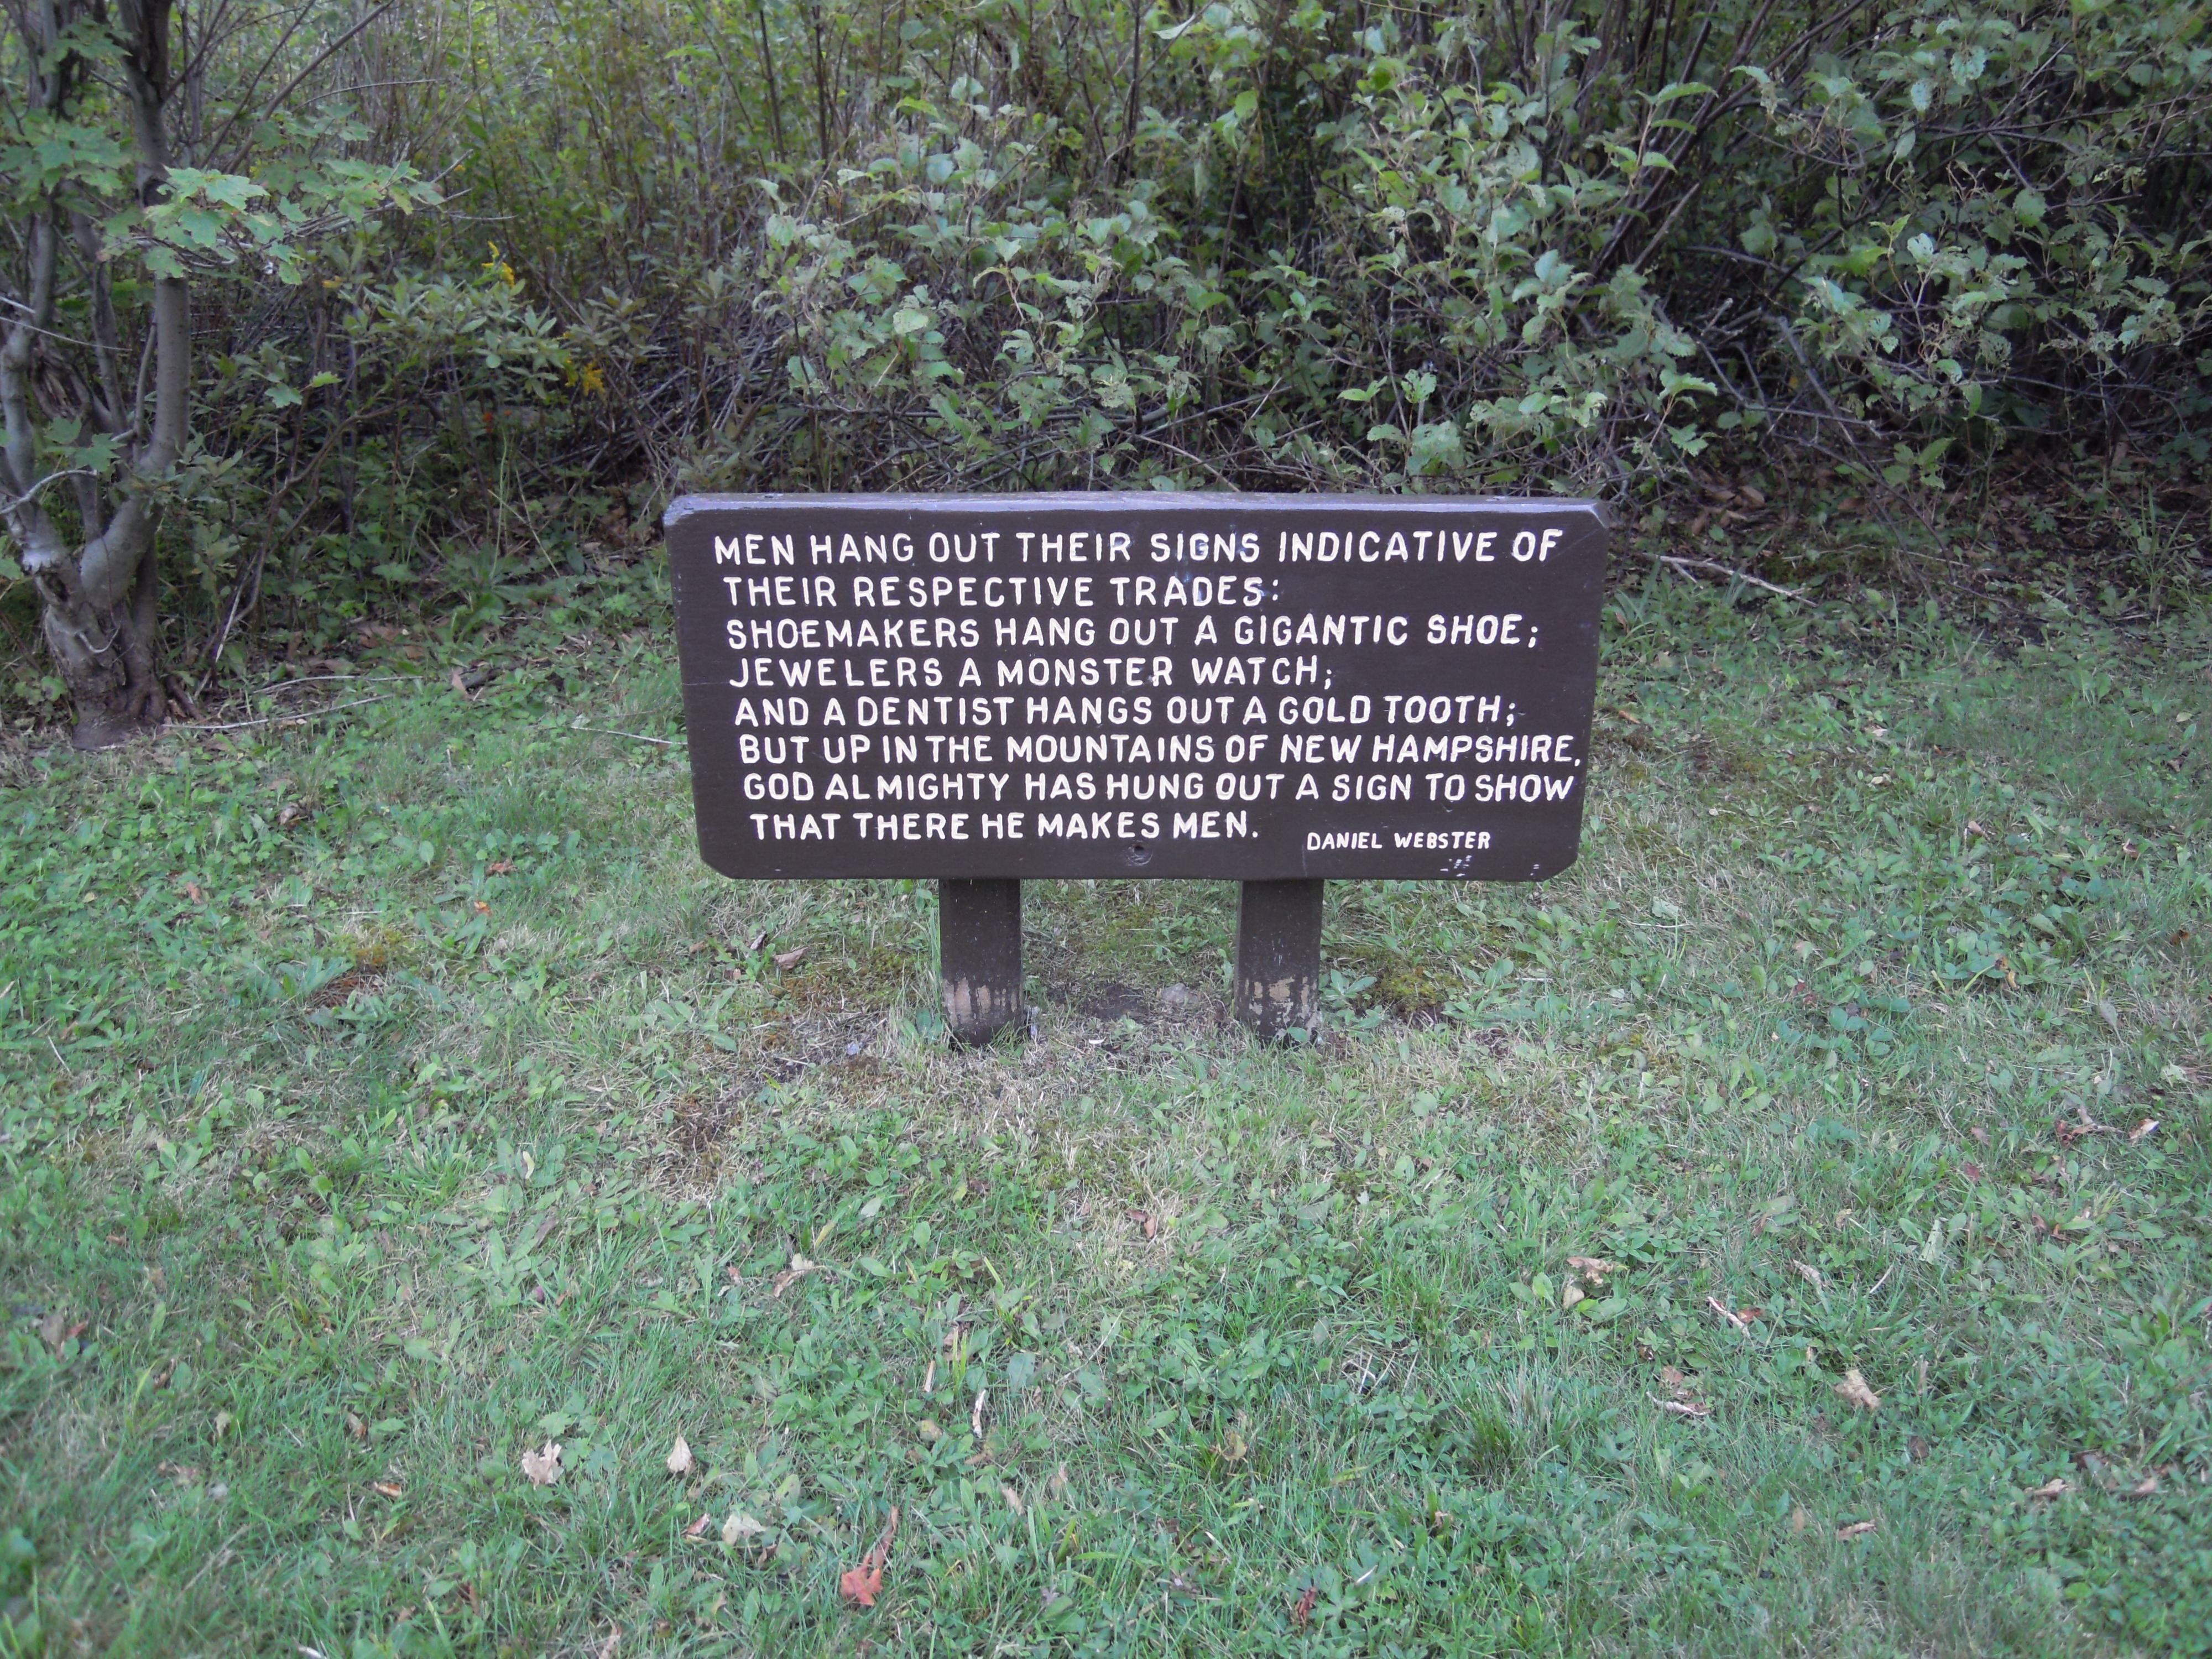 MEN HANG OUT THEIR SIGNS INDICATIVE OF
THEIR RESPECTIVE TRADES:
SHOEMAKERS HANG OUT A GIGANTIC SHOE;
JEWELERS A MONSTER WATCH;
AND A DENTIST HANGS OUT A GOLD TOOTH;
BUT UP IN THE MOUNTAINS OF NEW HAMPSHIRE,
GOD ALMIGHTY HAS HUNG OUT A SIGN TO SHOW
THAT THERE HE MAKES MEN.
DANIEL WEBSTER